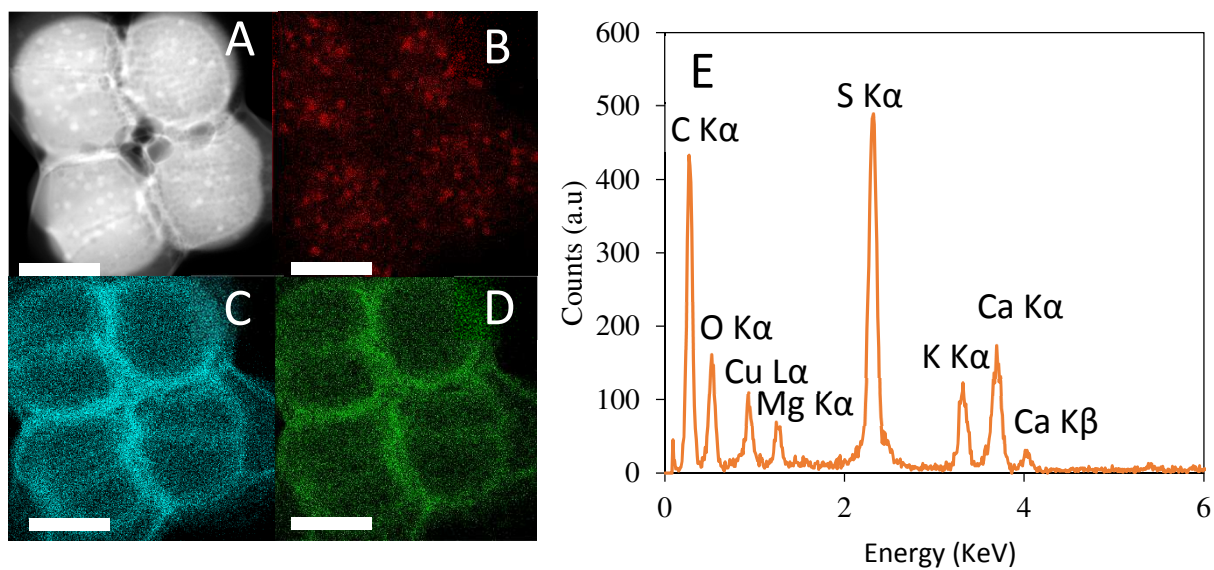 A
B
C
D
E
600
500
400
300
200
100
0
Counts (a.u)
C Kα
O Kα
Cu Lα
Mg Kα
S Kα
K Kα
Ca Kα
Ca Kβ
0 2 4 6
Energy (KeV)